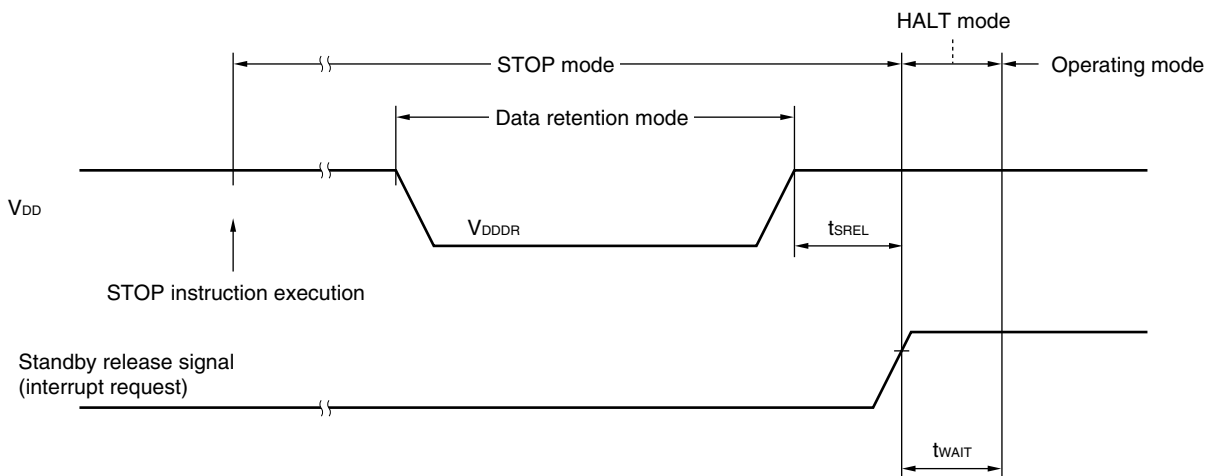 HALT mode
STOP mode
Operating mode
Data retention mode
VDD
VDDDR
tSREL
STOP instruction execution
Standby release signal
(interrupt request)
tWAIT